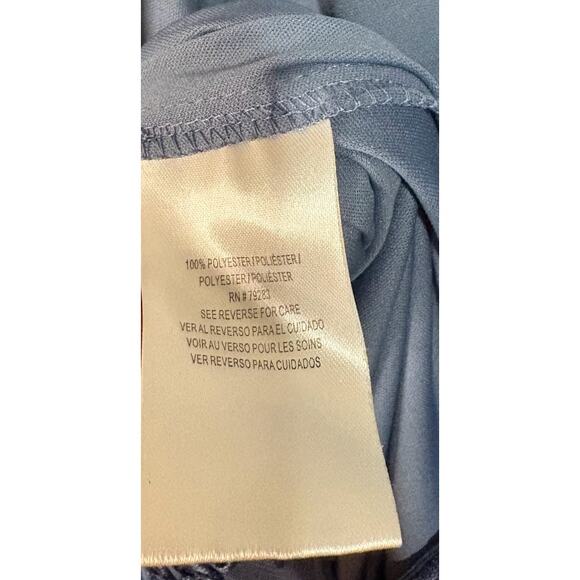 100% POLYESTER/POLIÉSTER/
POLYESTER/POLIÉSTER
RN # 79283
SEE REVERSE FOR CARE
VER AL REVERSO PARA EL CUIDADO
VOIR AU VERSO POUR LES SOINS
VER REVERSO PARA CUIDADOS